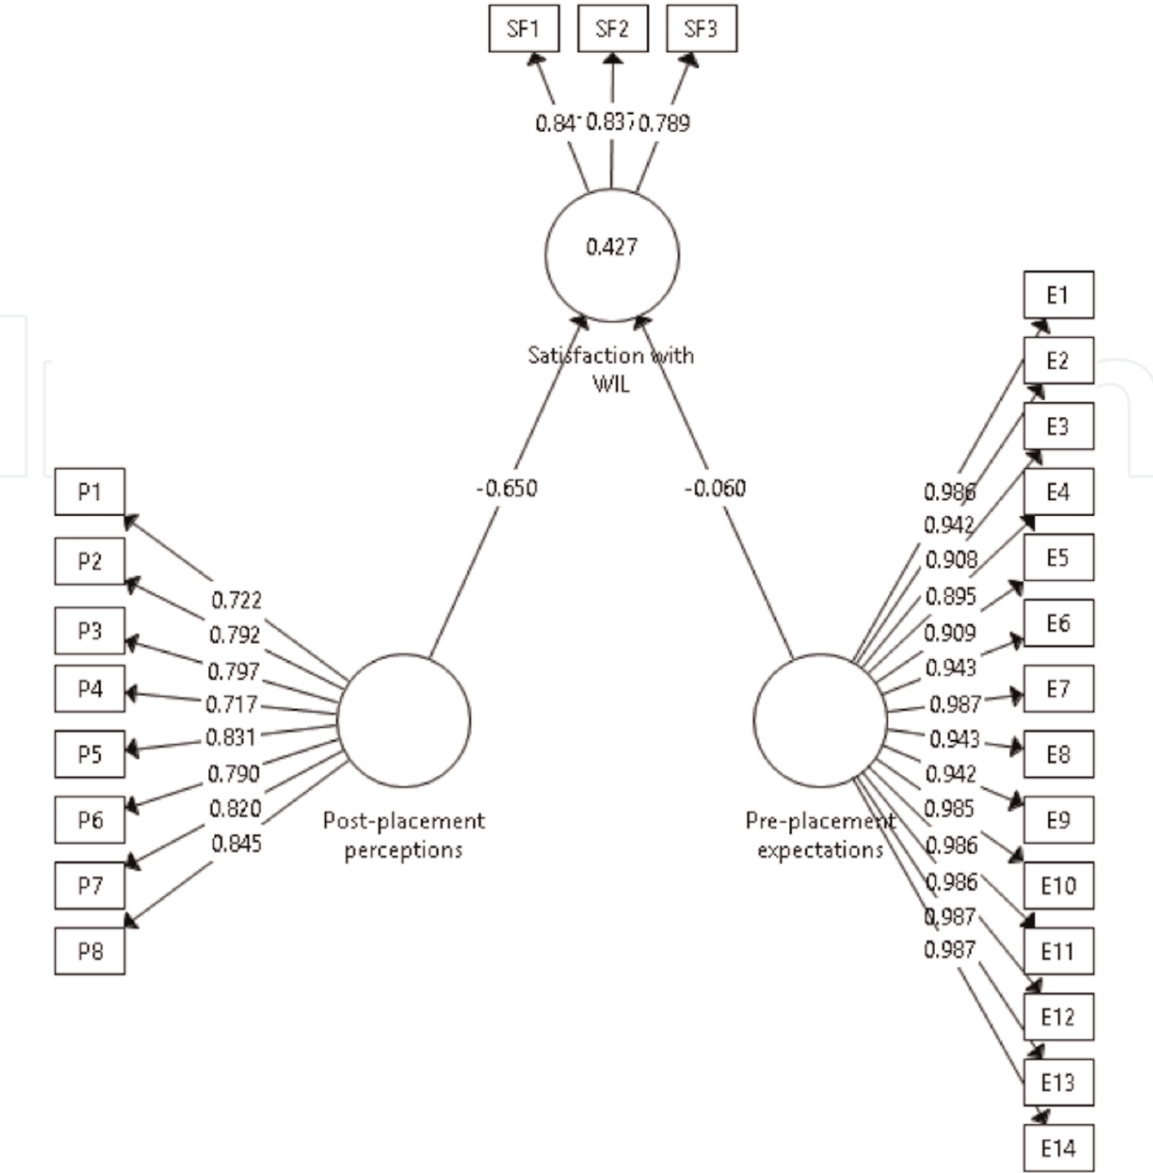 SF1 SF2 SF3
0.837 0.789
0.427
Satisfaction with
WIL
-0.650 -0.060
P1
P2
P3
P4
P5
P6
P7
P8
0.722
0.792
0.797
0.717
0.831
0.790
0.820
0.845
Post-placement
perceptions
Pre-placement
expectations
0.986
0.942
0.908
0.895
0.909
0.943
0.987
0.943
0.942
0.985
0.986
0.986
0.987
0.987
E1
E2
E3
E4
E5
E6
E7
E8
E9
E10
E11
E12
E13
E14